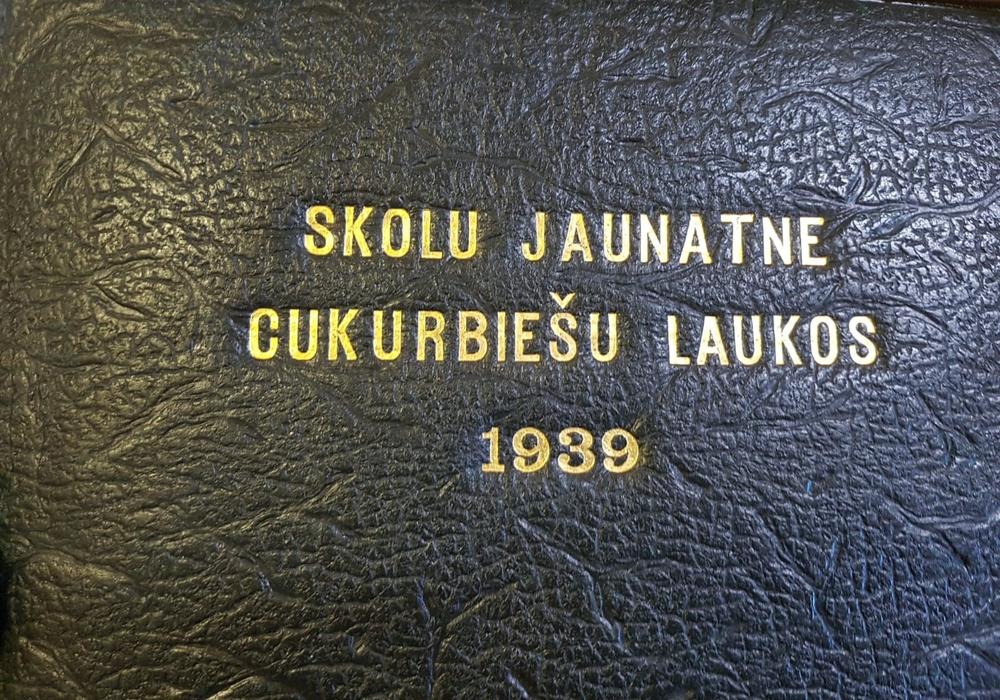 SKOLU JAUNATNE
CUKURBIEŠU LAUKOS
1939